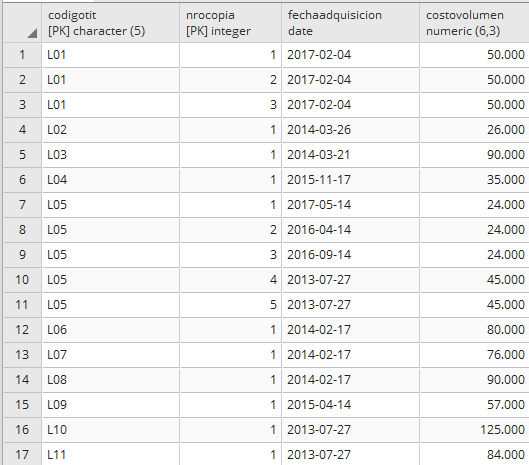 codigotit nrocopia fechaadquisicion costovolumen
[PK] character (5) [PK] integer date numeric (6,3)
1 L01 1 2017-02-04 50.000
2 L01 2 2017-02-04 50.000
3 L01 3 2017-02-04 50.000
4 L02 1 2014-03-26 26.000
5 L03 1 2014-03-21 90.000
6 L04 1 2015-11-17 35.000
7 L05 1 2017-05-14 24.000
8 L05 2 2016-04-14 24.000
9 L05 3 2016-09-14 24.000
10 L05 4 2013-07-27 45.000
11 L05 5 2013-07-27 45.000
12 L06 1 2014-02-17 80.000
13 L07 1 2014-02-17 76.000
14 L08 1 2014-02-17 90.000
15 L09 1 2015-04-14 57.000
16 L10 1 2013-07-27 125.000
17 L11 1 2013-07-27 84.000